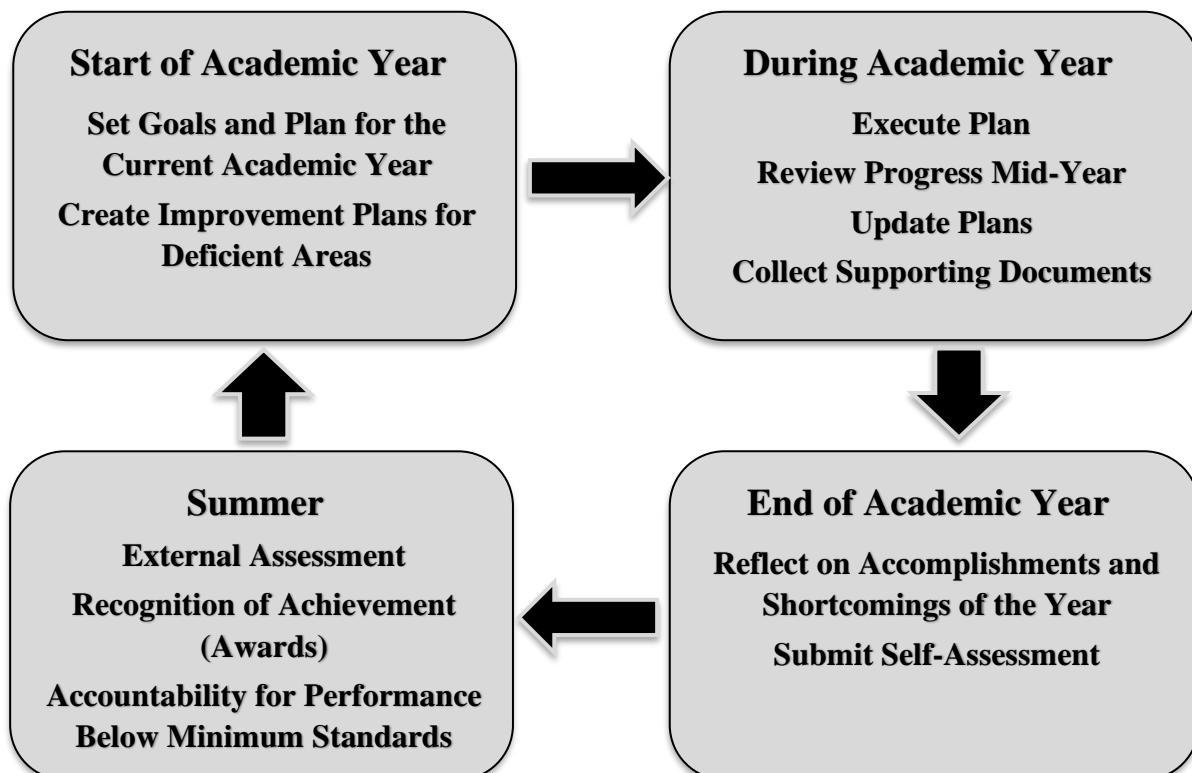 Start of Academic Year
Set Goals and Plan for the
Current Academic Year
Create Improvement Plans for
Deficient Areas
During Academic Year
Execute Plan
Review Progress Mid-Year
Update Plans
Collect Supporting Documents
Summer
External Assessment
Recognition of Achievement
(Awards)
Accountability for Performance
Below Minimum Standards
End of Academic Year
Reflect on Accomplishments and
Shortcomings of the Year
Submit Self-Assessment